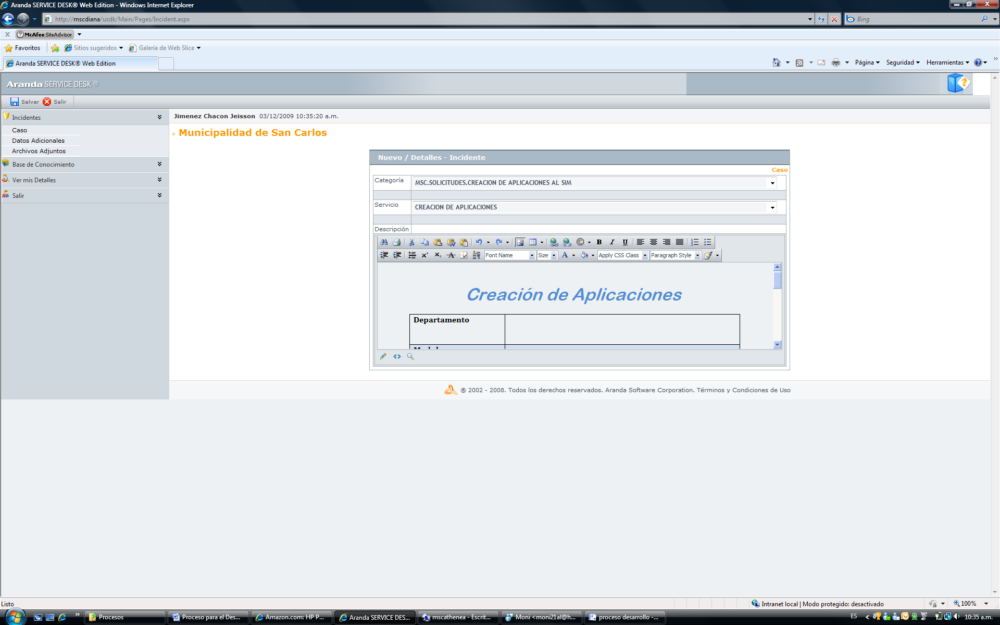 Aranda SERVICE DESK® Web Edition - Windows Internet Explorer
http://mscdiana/usdk/Main/Pages/Incident.aspx
Bing
McAfee SiteAdvisor
Favoritos Sitios sugeridos Galería de Web Slice
Aranda SERVICE DESK® Web Edition
Página Seguridad Herramientas
Aranda SERVICE DESK ®
Salvar Salir
Incidentes
Caso
Datos Adicionales
Archivos Adjuntos
Base de Conocimiento
Ver mis Detalles
Salir
Jimenez Chacon Jeisson 03/12/2009 10:35:20 a.m.
» Municipalidad de San Carlos
Nuevo / Detalles - Incidente
Caso
Categoría MSC.SOLICITUDES.CREACION DE APLICACIONES AL SIM
Servicio CREACION DE APLICACIONES
Descripción
Font Name Size Apply CSS Class Paragraph Style
Creación de Aplicaciones
Departamento
® 2002 - 2008. Todos los derechos reservados. Aranda Software Corporation. Términos y Condiciones de Uso
Listo
Intranet local | Modo protegido: desactivado
100%
Procesos
Proceso para el Des...
Amazon.com: HP P...
Aranda SERVICE DES...
mscathenea - Escrit...
Moni <moni21al@h...
proceso desarrollo -...
ES
10:35 a.m.